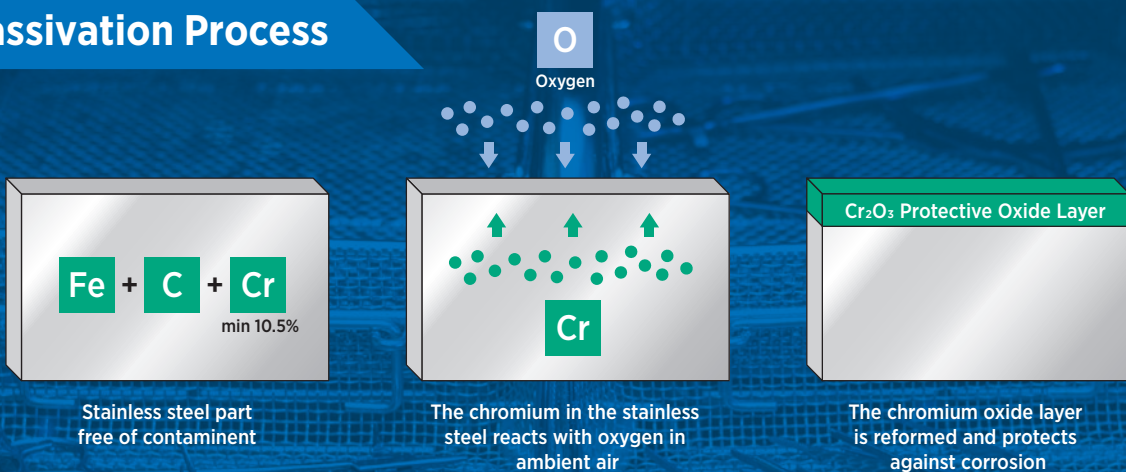 assivation Process
O
Oxygen
Cr₂O₃ Protective Oxide Layer
Fe + C + Cr
min 10.5%
Cr
Stainless steel part
free of contaminent
The chromium in the stainless
steel reacts with oxygen in
ambient air
The chromium oxide layer
is reformed and protects
against corrosion